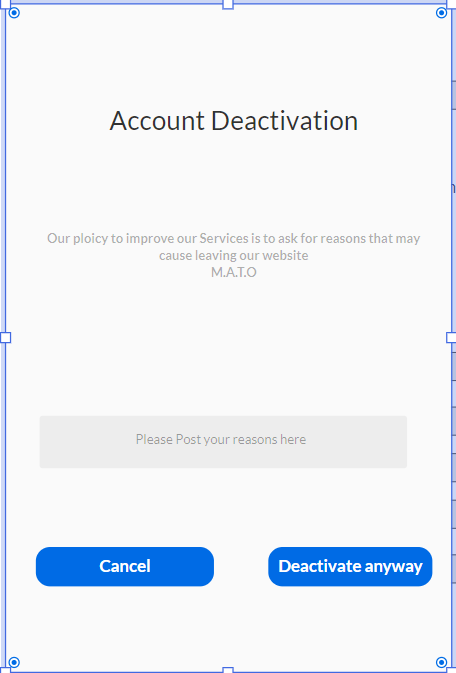 Account Deactivation
Our ploicy to improve our Services is to ask for reasons that may
cause leaving our website
M.A.T.O
Please Post your reasons here
Cancel
Deactivate anyway